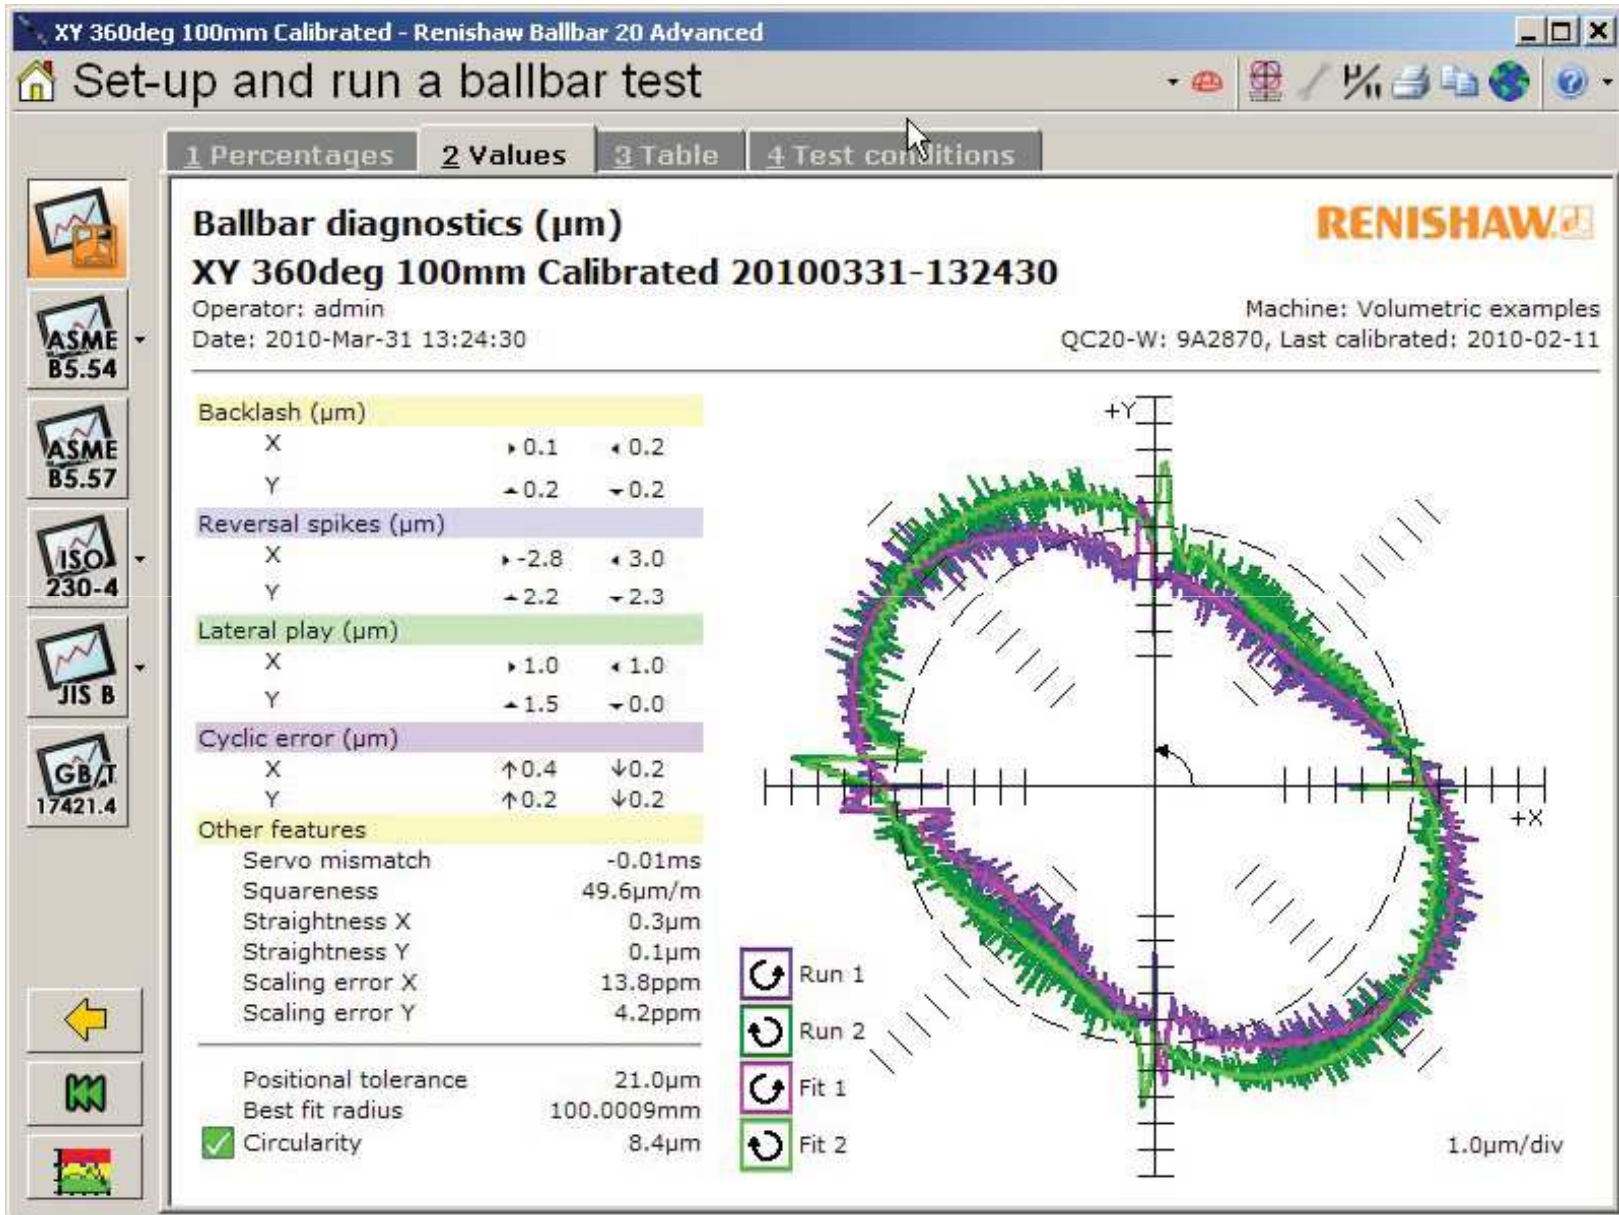 XY 360deg 100mm Calibrated - Renishaw Ballbar 20 Advanced
Set-up and run a ballbar test
1 Percentages 2 Values 3 Table 4 Test conditions
Ballbar diagnostics (µm)
RENISHAW
XY 360deg 100mm Calibrated 20100331-132430
Operator: admin
Machine: Volumetric examples
Date: 2010-Mar-31 13:24:30
QC20-W: 9A2870, Last calibrated: 2010-02-11
ASME
B5.54
ASME
B5.57
ISO
230-4
JIS B
GB/T
17421.4
Backlash (µm)
X ▸0.1 ◂0.2
Y ▴0.2 ▾0.2
Reversal spikes (µm)
X ▸-2.8 ◂3.0
Y ▴2.2 ▾2.3
Lateral play (µm)
X ▸1.0 ◂1.0
Y ▴1.5 ▾0.0
Cyclic error (µm)
X ↑0.4 ↓0.2
Y ↑0.2 ↓0.2
Other features
Servo mismatch -0.01ms
Squareness 49.6µm/m
Straightness X 0.3µm
Straightness Y 0.1µm
Scaling error X 13.8ppm
Scaling error Y 4.2ppm
Positional tolerance 21.0µm
Best fit radius 100.0009mm
Circularity 8.4µm
+Y
+X
Run 1
Run 2
Fit 1
Fit 2
1.0µm/div